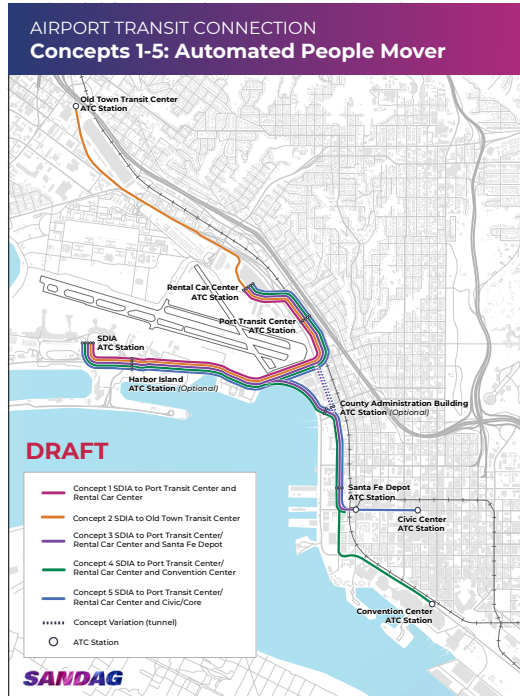 AIRPORT TRANSIT CONNECTION
Concepts 1-5: Automated People Mover
Old Town Transit Center
ATC Station
Rental Car Center
ATC Station
Port Transit Center
ATC Station
SDIA
ATC Station
Harbor Island
ATC Station (Optional)
County Administration Building
ATC Station (Optional)
Santa Fe Depot
ATC Station
Civic Center
ATC Station
Convention Center
ATC Station
DRAFT
Concept 1 SDIA to Port Transit Center and
Rental Car Center
Concept 2 SDIA to Old Town Transit Center
Concept 3 SDIA to Port Transit Center/
Rental Car Center and Santa Fe Depot
Concept 4 SDIA to Port Transit Center/
Rental Car Center and Convention Center
Concept 5 SDIA to Port Transit Center/
Rental Car Center and Civic/Core
Concept Variation (tunnel)
ATC Station
SANDAG